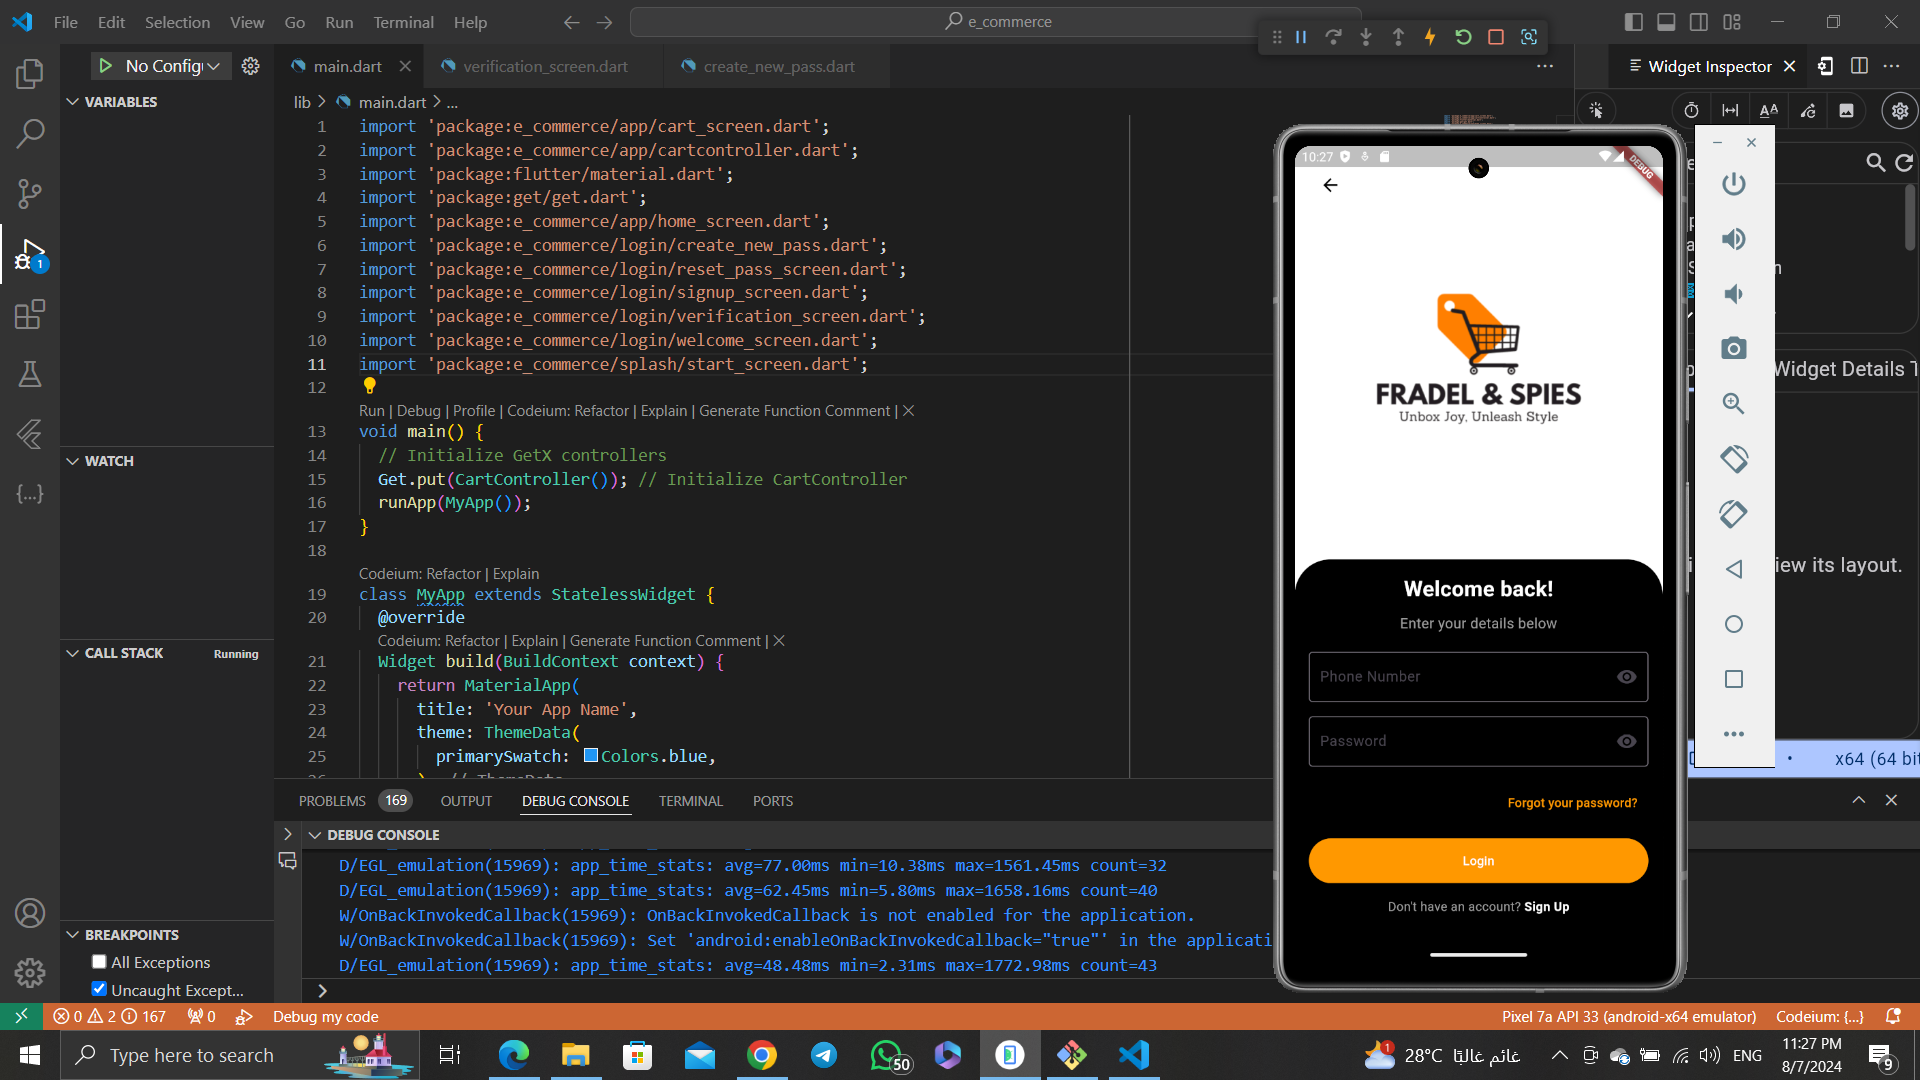 File Edit Selection View Go Run Terminal Help
e_commerce
No Config
main.dart
verification_screen.dart
create_new_pass.dart
Widget Inspector
VARIABLES
lib > main.dart > ...
1 import 'package:e_commerce/app/cart_screen.dart';
2 import 'package:e_commerce/app/cartcontroller.dart';
3 import 'package:flutter/material.dart';
4 import 'package:get/get.dart';
5 import 'package:e_commerce/app/home_screen.dart';
6 import 'package:e_commerce/login/create_new_pass.dart';
7 import 'package:e_commerce/login/reset_pass_screen.dart';
8 import 'package:e_commerce/login/signup_screen.dart';
9 import 'package:e_commerce/login/verification_screen.dart';
10 import 'package:e_commerce/login/welcome_screen.dart';
11 import 'package:e_commerce/splash/start_screen.dart';
12
Run | Debug | Profile | Codeium: Refactor | Explain | Generate Function Comment | ×
13 void main() {
14 // Initialize GetX controllers
15 Get.put(CartController()); // Initialize CartController
16 runApp(MyApp());
17 }
18
Codeium: Refactor | Explain
19 class MyApp extends StatelessWidget {
20 @override
Codeium: Refactor | Explain | Generate Function Comment | ×
21 Widget build(BuildContext context) {
22 return MaterialApp(
23 title: 'Your App Name',
24 theme: ThemeData(
25 primarySwatch: Colors.blue,
WATCH
CALL STACK
Running
BREAKPOINTS
All Exceptions
Uncaught Except...
10:27
DEBUG
FRADEL & SPIES
Unbox Joy, Unleash Style
Welcome back!
Enter your details below
Phone Number
Password
Forgot your password?
Login
Don't have an account? Sign Up
Widget Details T
iew its layout.
x64 (64 bit
PROBLEMS 169 OUTPUT DEBUG CONSOLE TERMINAL PORTS
DEBUG CONSOLE
D/EGL_emulation(15969): app_time_stats: avg=77.00ms min=10.38ms max=1561.45ms count=32
D/EGL_emulation(15969): app_time_stats: avg=62.45ms min=5.80ms max=1658.16ms count=40
W/OnBackInvokedCallback(15969): OnBackInvokedCallback is not enabled for the application.
W/OnBackInvokedCallback(15969): Set 'android:enableOnBackInvokedCallback="true"' in the applicati
D/EGL_emulation(15969): app_time_stats: avg=48.48ms min=2.31ms max=1772.98ms count=43
0 2 167 0 Debug my code
Pixel 7a API 33 (android-x64 emulator) Codeium: {...}
Type here to search
50
28°C غائم غالبًا
ENG
11:27 PM
8/7/2024
9